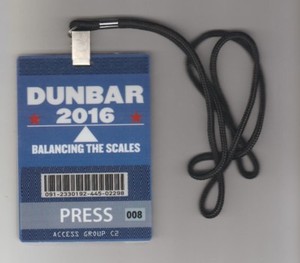 DUNBAR
2016
BALANCING THE SCALES
091-2330192-445-02298
PRESS 008
ACCESS GROUP C2